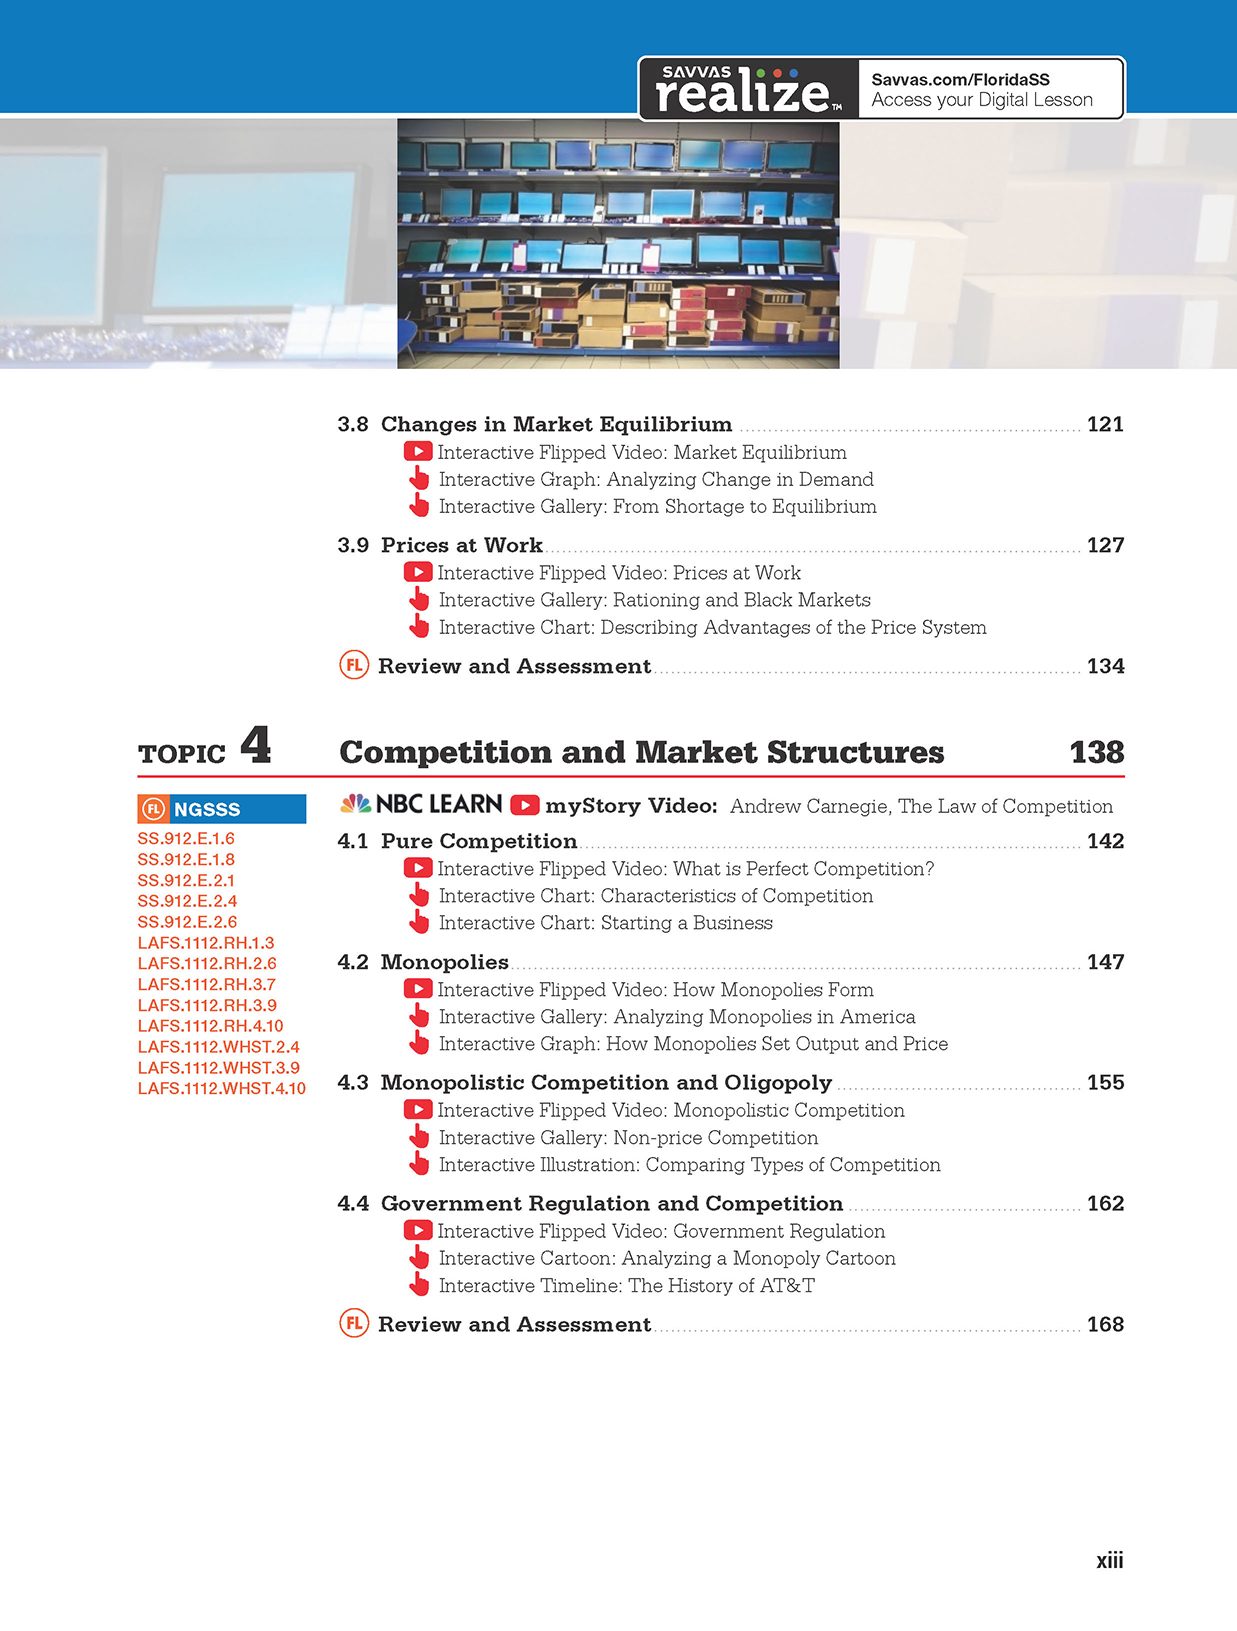 SAVVAS
realize™
Savvas.com/FloridaSS
Access your Digital Lesson
3.8 Changes in Market Equilibrium 121
Interactive Flipped Video: Market Equilibrium
Interactive Graph: Analyzing Change in Demand
Interactive Gallery: From Shortage to Equilibrium
3.9 Prices at Work 127
Interactive Flipped Video: Prices at Work
Interactive Gallery: Rationing and Black Markets
Interactive Chart: Describing Advantages of the Price System
FL Review and Assessment 134
TOPIC 4 Competition and Market Structures 138
FL NGSSS
SS.912.E.1.6
SS.912.E.1.8
SS.912.E.2.1
SS.912.E.2.4
SS.912.E.2.6
LAFS.1112.RH.1.3
LAFS.1112.RH.2.6
LAFS.1112.RH.3.7
LAFS.1112.RH.3.9
LAFS.1112.RH.4.10
LAFS.1112.WHST.2.4
LAFS.1112.WHST.3.9
LAFS.1112.WHST.4.10
NBC LEARN myStory Video: Andrew Carnegie, The Law of Competition
4.1 Pure Competition 142
Interactive Flipped Video: What is Perfect Competition?
Interactive Chart: Characteristics of Competition
Interactive Chart: Starting a Business
4.2 Monopolies 147
Interactive Flipped Video: How Monopolies Form
Interactive Gallery: Analyzing Monopolies in America
Interactive Graph: How Monopolies Set Output and Price
4.3 Monopolistic Competition and Oligopoly 155
Interactive Flipped Video: Monopolistic Competition
Interactive Gallery: Non-price Competition
Interactive Illustration: Comparing Types of Competition
4.4 Government Regulation and Competition 162
Interactive Flipped Video: Government Regulation
Interactive Cartoon: Analyzing a Monopoly Cartoon
Interactive Timeline: The History of AT&T
FL Review and Assessment 168
xiii